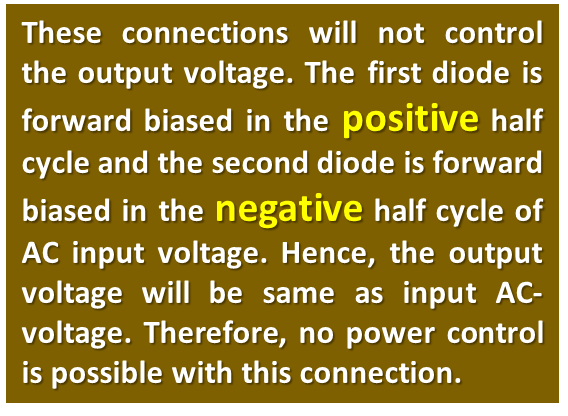 These connections will not control
the output voltage. The first diode is
forward biased in the positive half
cycle and the second diode is forward
biased in the negative half cycle of
AC input voltage. Hence, the output
voltage will be same as input AC-
voltage. Therefore, no power control
is possible with this connection.